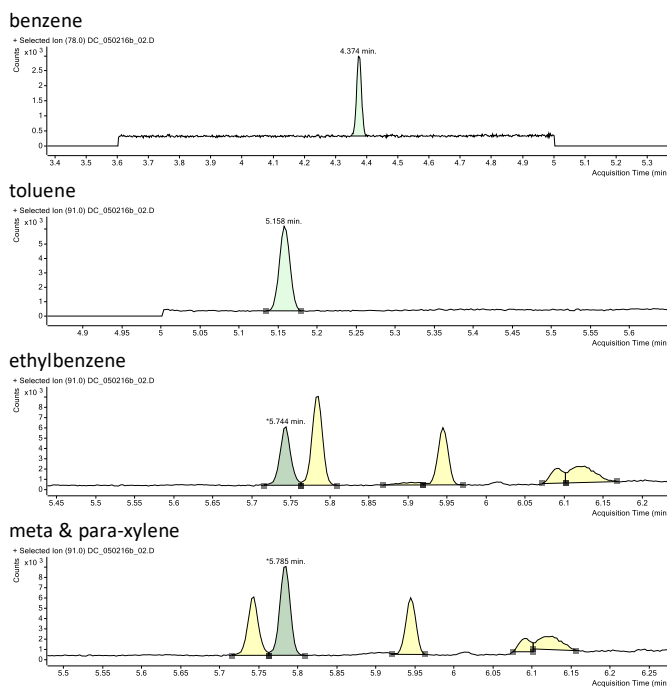 benzene
+ Selected Ion (78.0) DC_050216b_02.D
Counts
x10 3
4.374 min.
2.5
2
1.5
1
0.5
0
3.4 3.5 3.6 3.7 3.8 3.9 4 4.1 4.2 4.3 4.4 4.5 4.6 4.7 4.8 4.9 5 5.1 5.2 5.3
Acquisition Time (min
toluene
+ Selected Ion (91.0) DC_050216b_02.D
Counts
x10 3
5.158 min.
5
4
3
2
1
0
4.9 4.95 5 5.05 5.1 5.15 5.2 5.25 5.3 5.35 5.4 5.45 5.5 5.55 5.6
Acquisition Time (min
ethylbenzene
+ Selected Ion (91.0) DC_050216b_02.D
Counts
x10 3
*5.744 min.
8
7
6
5
4
3
2
1
0
5.45 5.5 5.55 5.6 5.65 5.7 5.75 5.8 5.85 5.9 5.95 6 6.05 6.1 6.15 6.2
Acquisition Time (min
meta & para-xylene
+ Selected Ion (91.0) DC_050216b_02.D
Counts
x10 3
*5.785 min.
8
7
6
5
4
3
2
1
0
5.5 5.55 5.6 5.65 5.7 5.75 5.8 5.85 5.9 5.95 6 6.05 6.1 6.15 6.2 6.25
Acquisition Time (min